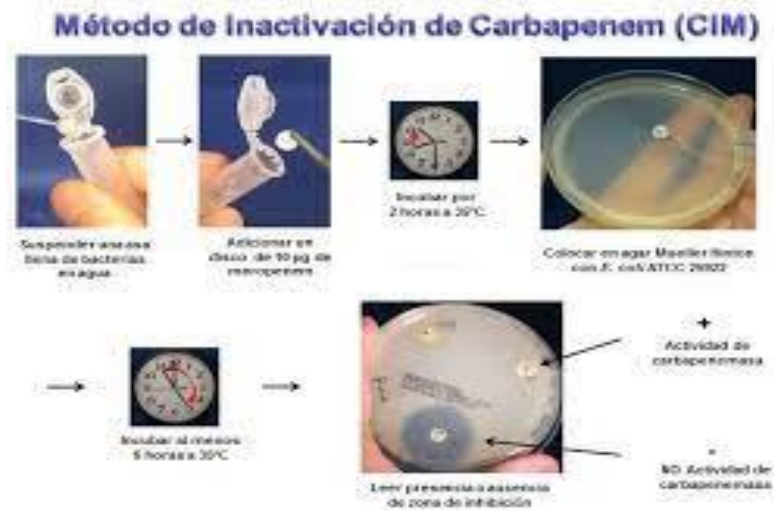 Método de Inactivación de Carbapenem (CIM)
Suspender una asa
llena de bacterias
en agua
Adicionar un
disco de 10 µg de
meropenem
Incubar por
2 horas a 35°C
Colocar en agar Mueller Hinton
con E. coli ATCC 25922
Incubar al menos
6 horas a 35°C
Leer presencia o ausencia
de zona de inhibición
+
Actividad de
carbapenemasa
-
NO Actividad de
carbapenemasa